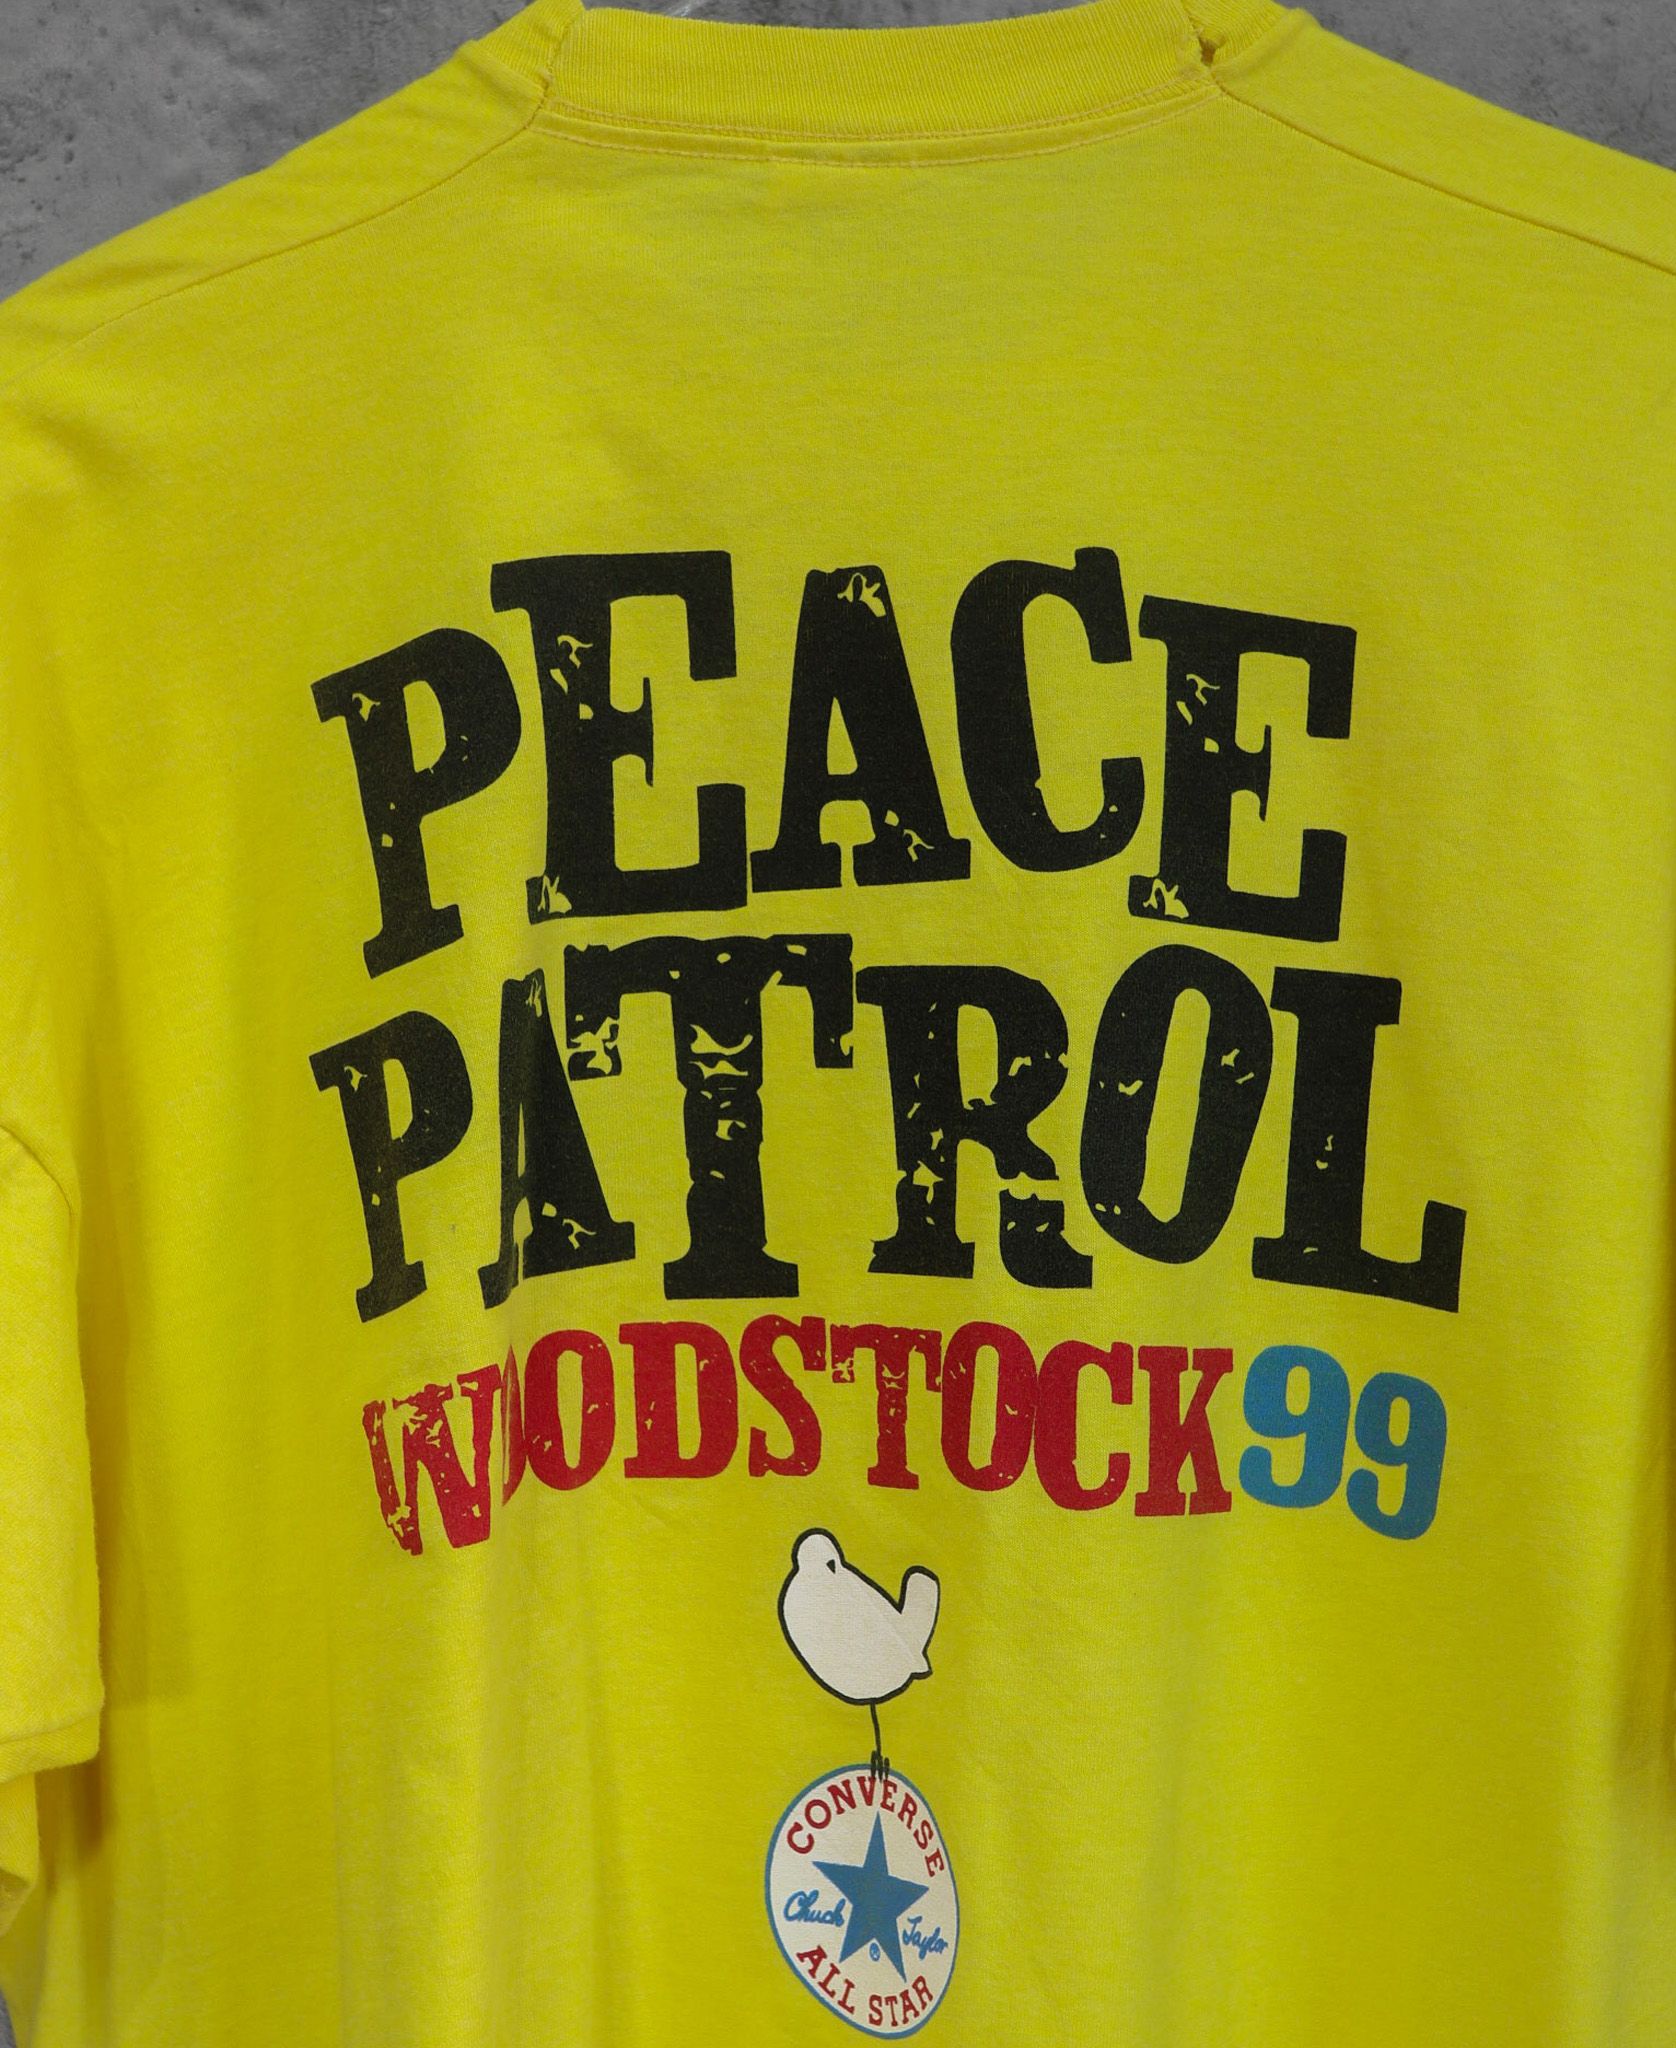 PEACE
PATROL
WOODSTOCK99
CONVERSE
Chuck Taylor
®
ALL STAR